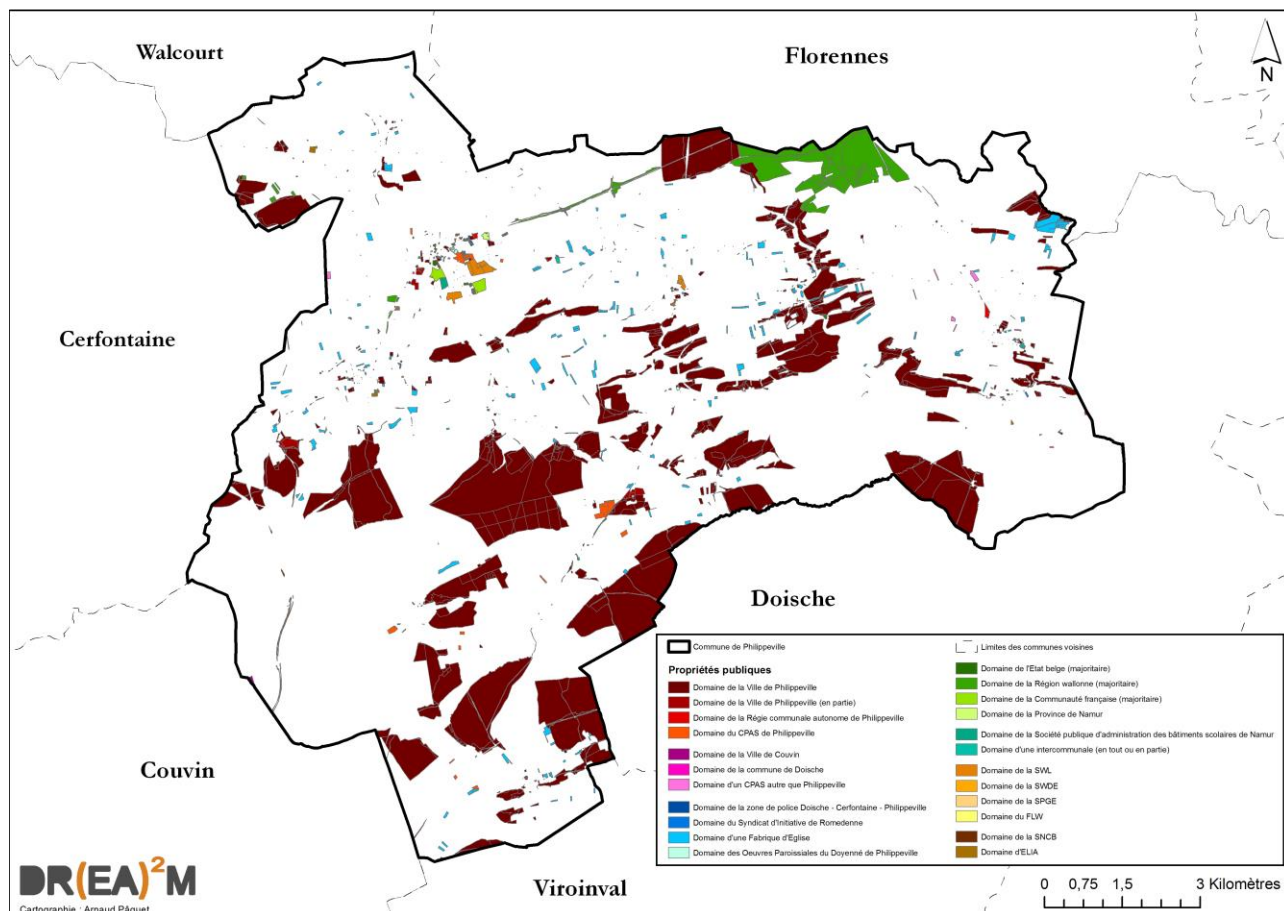 Walcourt
Florennes
N
Cerfontaine
Doische
Couvin
Viroinval
Commune de Philippeville
Propriétés publiques
Domaine de la Ville de Philippeville
Domaine de la Ville de Philippeville (en partie)
Domaine de la Régie communale autonome de Philippeville
Domaine du CPAS de Philippeville
Domaine de la Ville de Couvin
Domaine de la commune de Doische
Domaine d'un CPAS autre que Philippeville
Domaine de la zone de police Doische - Cerfontaine - Philippeville
Domaine du Syndicat d'Initiative de Romedenne
Domaine d'une Fabrique d'Eglise
Domaine des Oeuvres Paroissiales du Doyenné de Philippeville
Limites des communes voisines
Domaine de l'Etat belge (majoritaire)
Domaine de la Région wallonne (majoritaire)
Domaine de la Communauté française (majoritaire)
Domaine de la Province de Namur
Domaine de la Société publique d'administration des bâtiments scolaires de Namur
Domaine d'une intercommunale (en tout ou en partie)
Domaine de la SWL
Domaine de la SWDE
Domaine de la SPGE
Domaine du FLW
Domaine de la SNCB
Domaine d'ELIA
DR(EA)²M
Cartographie : Arnaud Pâquet
0 0,75 1,5 3 Kilomètres